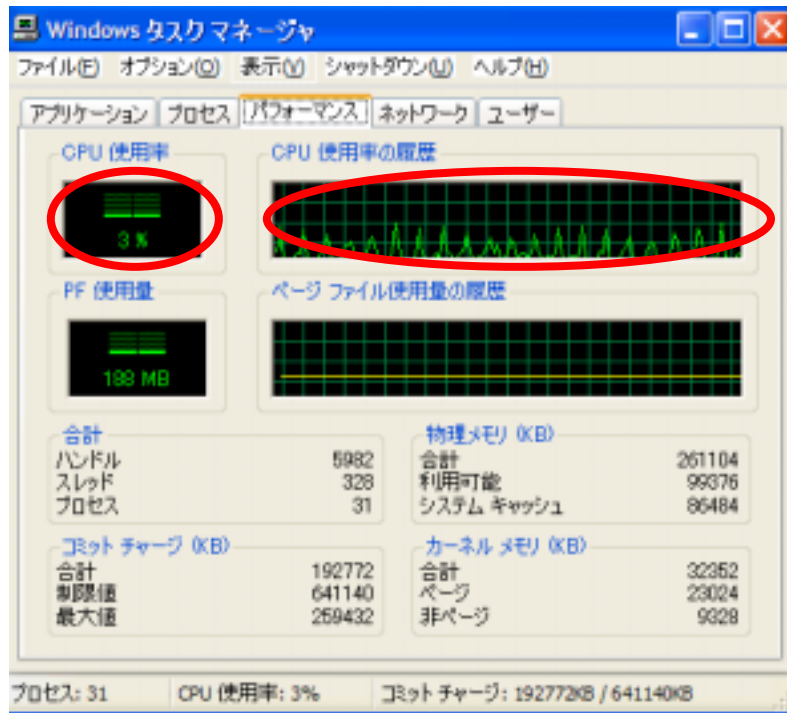 Windows タスク マネージャ
ファイル(F) オプション(O) 表示(V) シャットダウン(U) ヘルプ(H)
アプリケーション プロセス パフォーマンス ネットワーク ユーザー
CPU 使用率 CPU 使用率の履歴
3 %
PF 使用量 ページ ファイル使用量の履歴
188 MB
合計 物理メモリ (KB)
ハンドル 5982 合計 261104
スレッド 328 利用可能 99376
プロセス 31 システム キャッシュ 86484
コミット チャージ (KB) カーネル メモリ (KB)
合計 192772 合計 32352
制限値 641140 ページ 23024
最大値 259432 非ページ 9328
プロセス: 31 CPU 使用率: 3% コミット チャージ: 192772KB / 641140KB